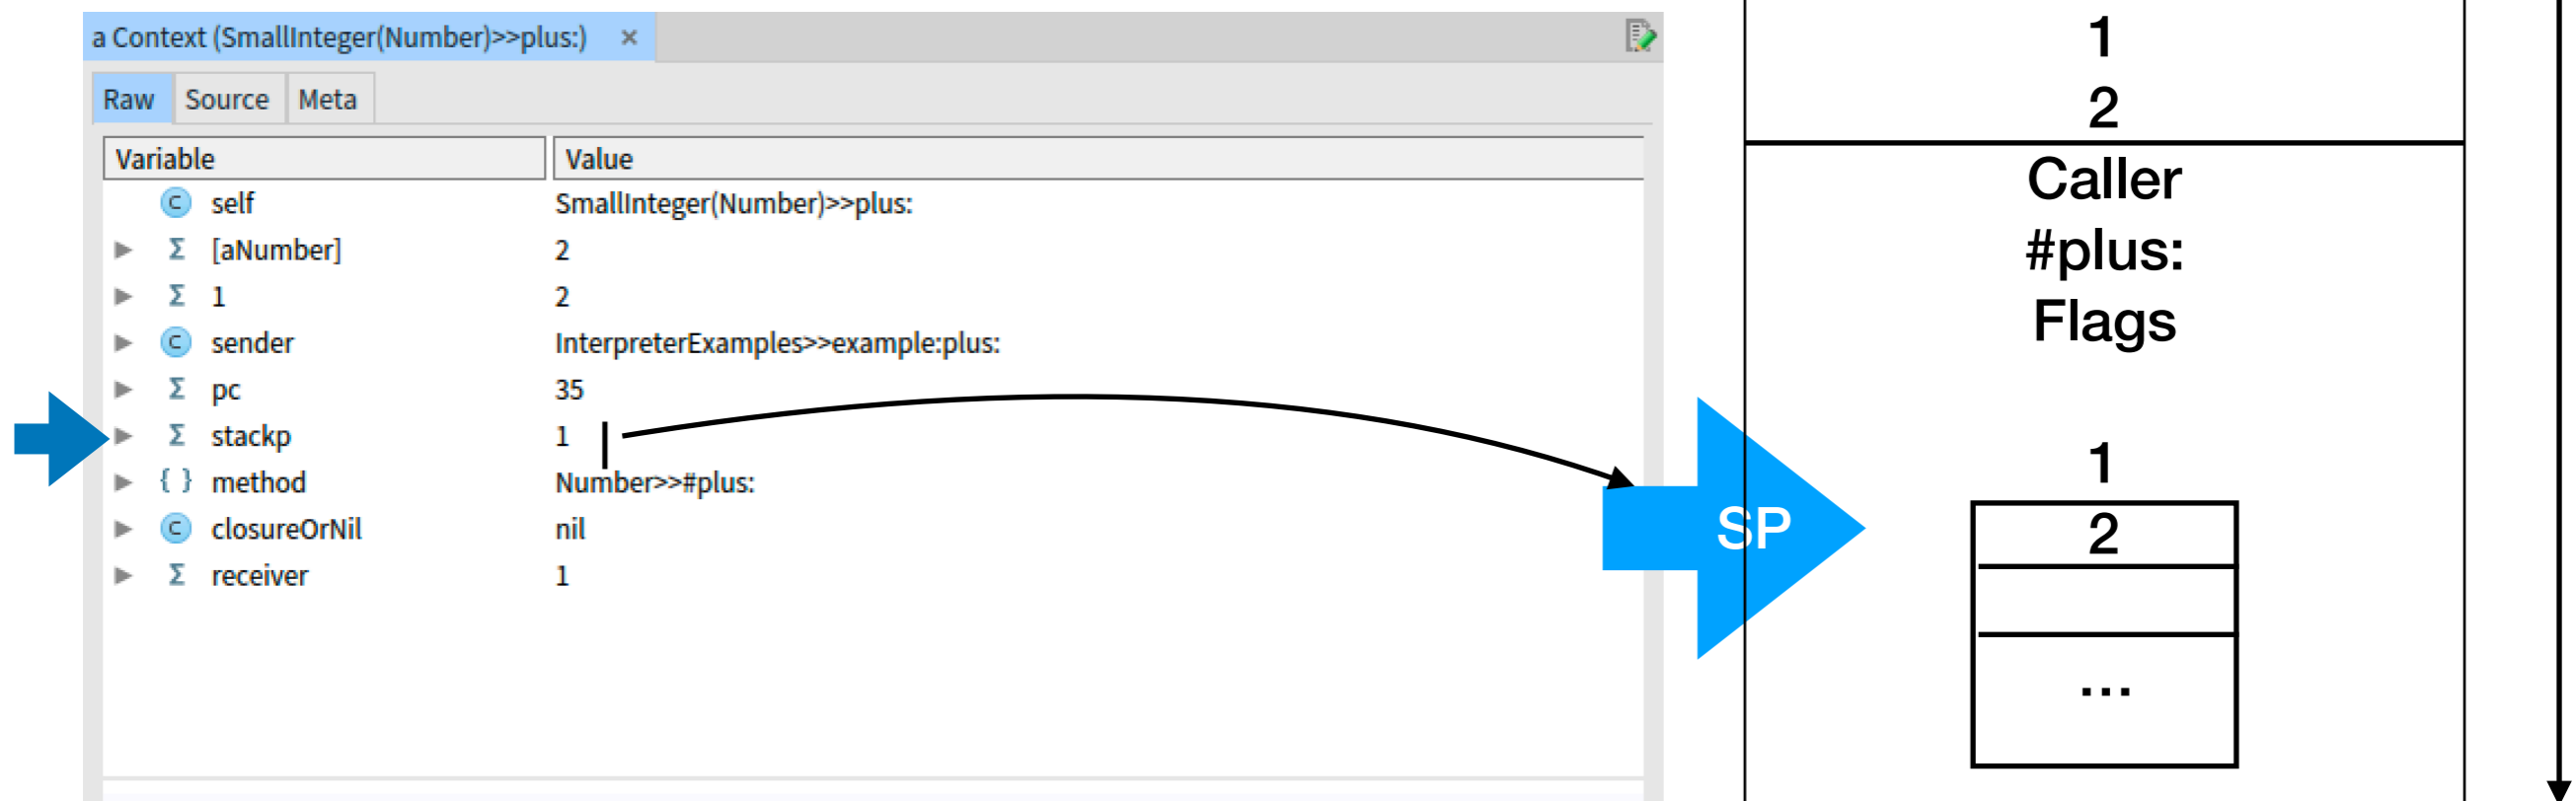 a Context (SmallInteger(Number)>>plus:) ×
Raw Source Meta
Variable Value
C self SmallInteger(Number)>>plus:
Σ [aNumber] 2
Σ 1 2
C sender InterpreterExamples>>example:plus:
Σ pc 35
Σ stackp 1
{ } method Number>>#plus:
C closureOrNil nil
Σ receiver 1
SP
1
2
Caller
#plus:
Flags
1
2
...